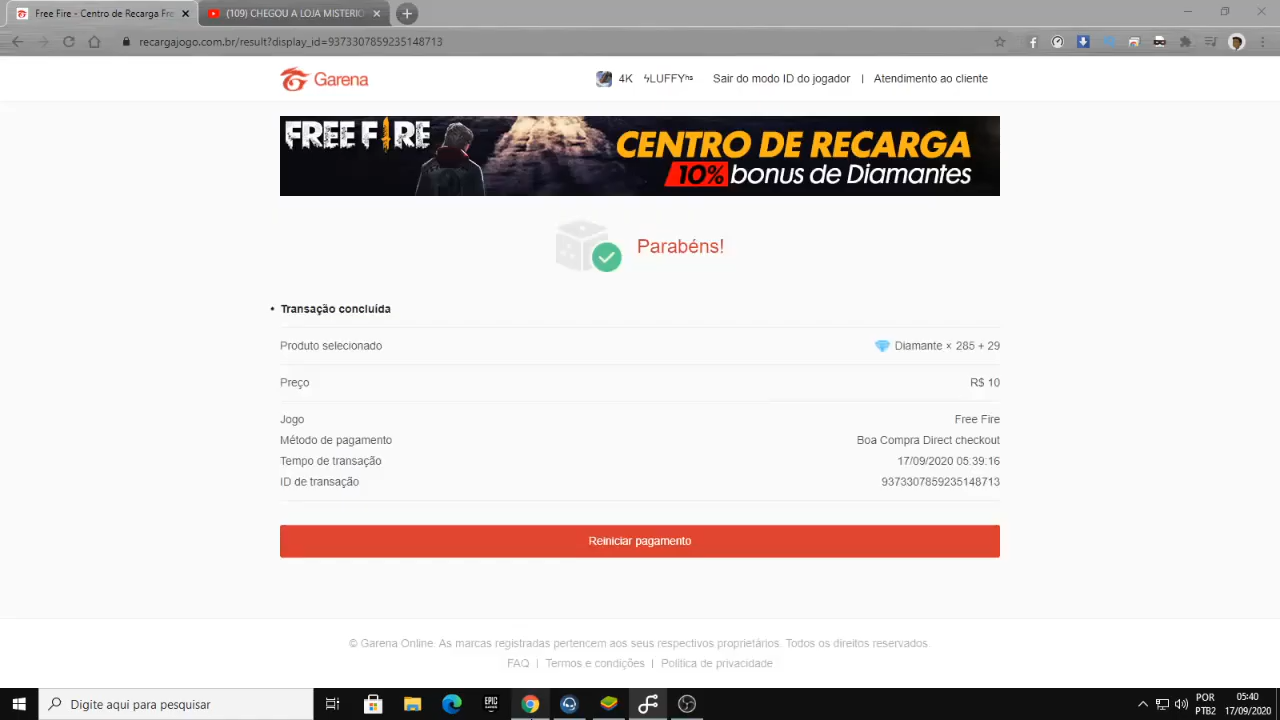 Free Fire - Centro de Recarga Fre
(109) CHEGOU A LOJA MISTERIO
recargajogo.com.br/result?display_id=9373307859235148713
Garena
4K ϟLUFFYʰˢ Sair do modo ID do jogador | Atendimento ao cliente
FREE FIRE
CENTRO DE RECARGA
10% bonus de Diamantes
Parabéns!
• Transação concluída
Produto selecionado Diamante × 285 + 29
Preço R$ 10
Jogo Free Fire
Método de pagamento Boa Compra Direct checkout
Tempo de transação 17/09/2020 05:39:16
ID de transação 9373307859235148713
Reiniciar pagamento
© Garena Online. As marcas registradas pertencem aos seus respectivos proprietários. Todos os direitos reservados.
FAQ | Termos e condições | Política de privacidade
Digite aqui para pesquisar
EPIC
POR 05:40
PTB2 17/09/2020